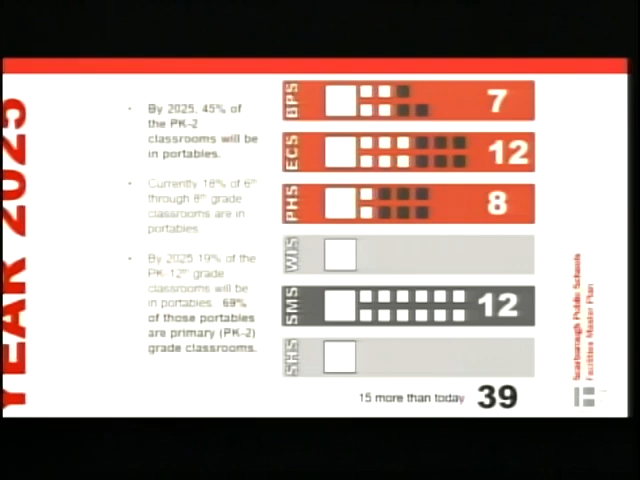 YEAR 2025
• By 2025, 45% of
the PK-2
classrooms will be
in portables.
• Currently 18% of 6th
through 8th grade
classrooms are in
portables
• By 2025 19% of the
PK-12th grade
classrooms will be
in portables. 69%
of those portables
are primary (PK-2)
grade classrooms.
BPS 7
ECS 12
PHS 8
WIS
SMS 12
SHS
15 more than today 39
Scarborough Public Schools
Facilities Master Plan